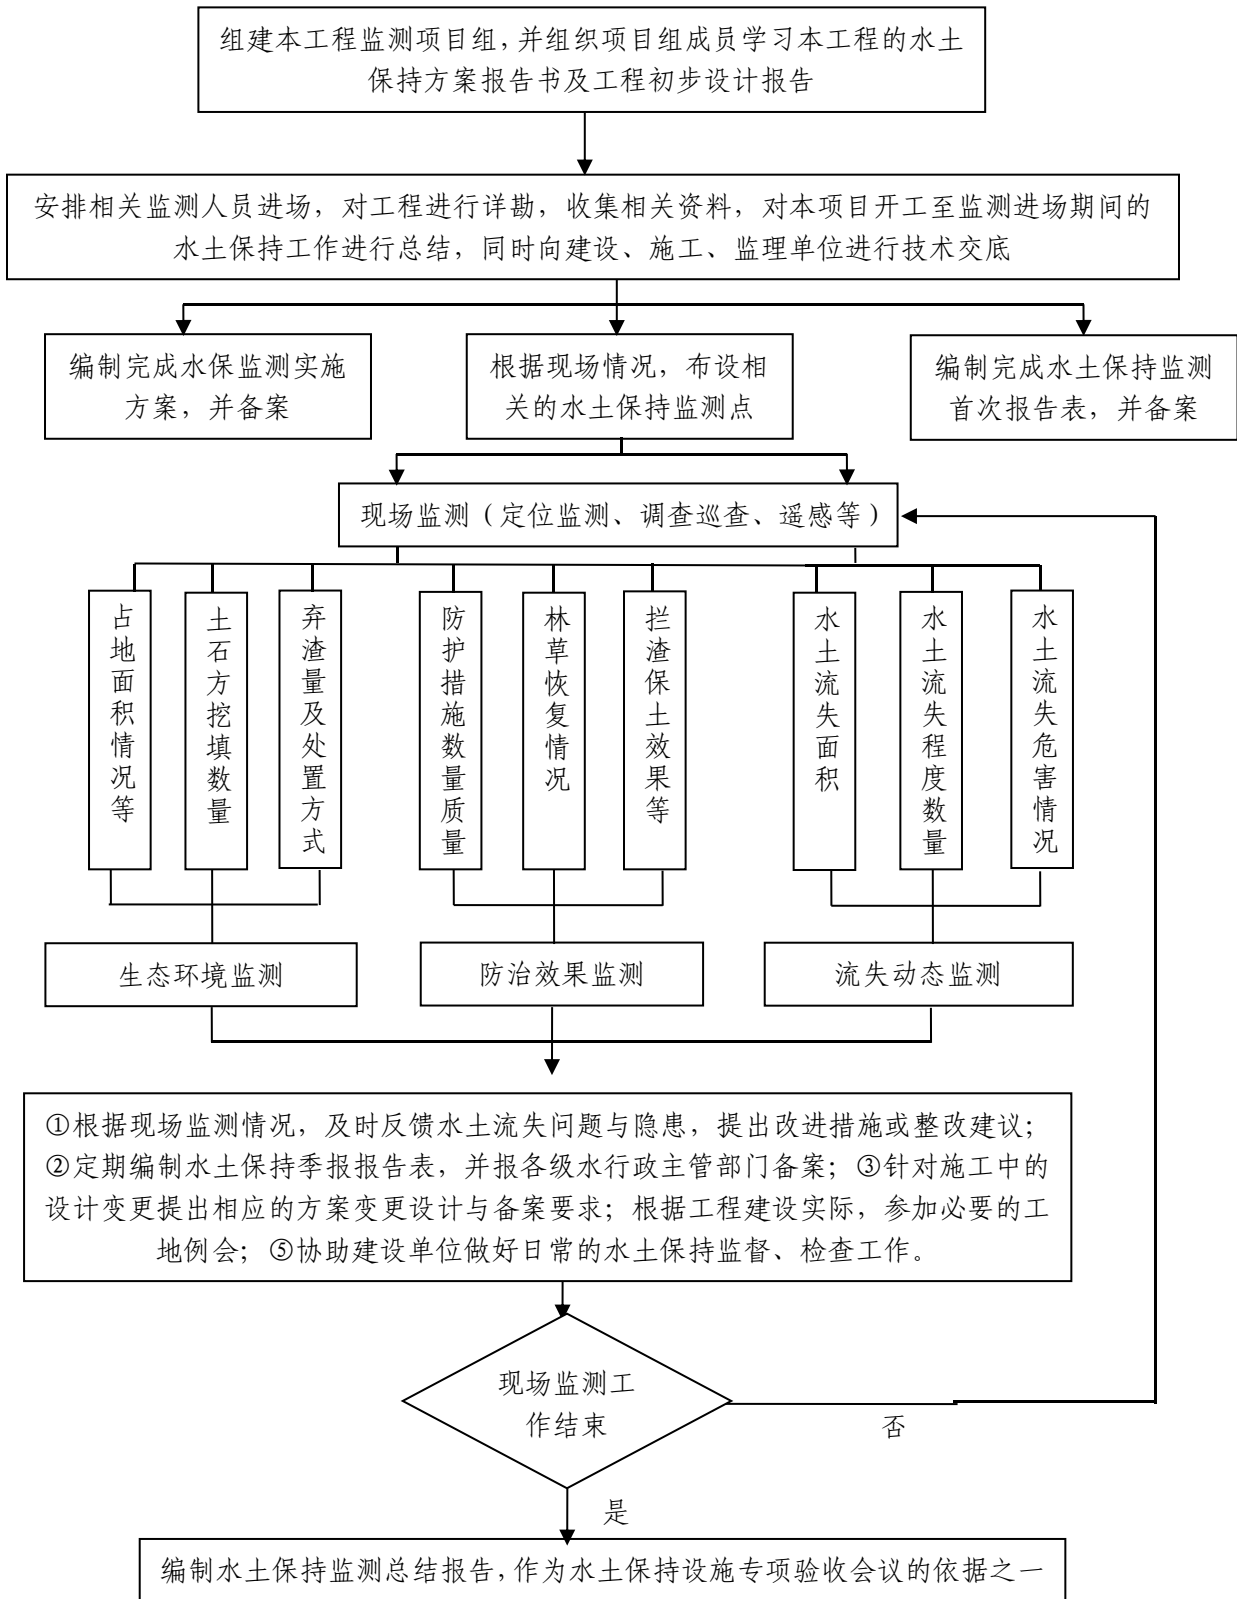 组建本工程监测项目组,并组织项目组成员学习本工程的水土
保持方案报告书及工程初步设计报告
安排相关监测人员进场，对工程进行详勘，收集相关资料，对本项目开工至监测进场期间的
水土保持工作进行总结，同时向建设、施工、监理单位进行技术交底
编制完成水保监测实施
方案，并备案
根据现场情况，布设相
关的水土保持监测点
编制完成水土保持监测
首次报告表，并备案
现场监测（定位监测、调查巡查、遥感等）
占地面积情况等
土石方挖填数量
弃渣量及处置方式
防护措施数量质量
林草恢复情况
拦渣保土效果等
水土流失面积
水土流失程度数量
水土流失危害情况
生态环境监测
防治效果监测
流失动态监测
①根据现场监测情况，及时反馈水土流失问题与隐患，提出改进措施或整改建议；
②定期编制水土保持季报报告表，并报各级水行政主管部门备案；③针对施工中的
设计变更提出相应的方案变更设计与备案要求；根据工程建设实际，参加必要的工
地例会；⑤协助建设单位做好日常的水土保持监督、检查工作。
现场监测工
作结束
否
是
编制水土保持监测总结报告,作为水土保持设施专项验收会议的依据之一